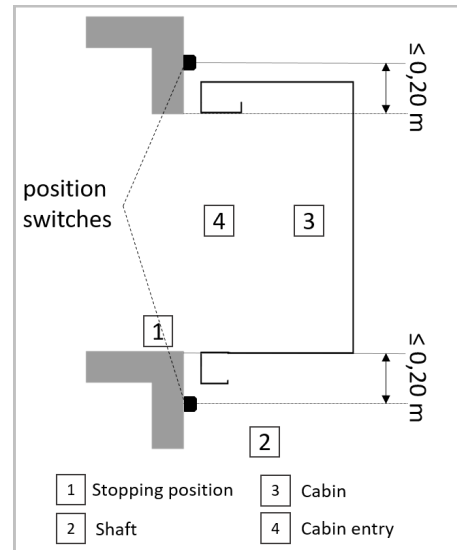 ≤ 0,20 m
position
switches
4
3
1
≤ 0,20 m
2
1 Stopping position
3 Cabin
2 Shaft
4 Cabin entry